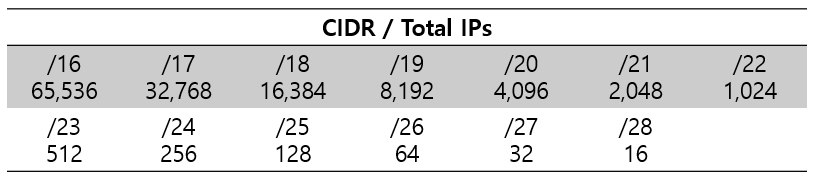 CIDR / Total IPs
/16 /17 /18 /19 /20 /21 /22
65,536 32,768 16,384 8,192 4,096 2,048 1,024
/23 /24 /25 /26 /27 /28
512 256 128 64 32 16